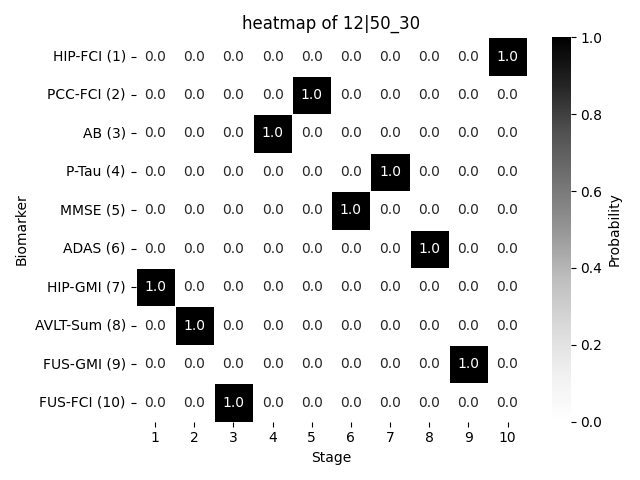 heatmap of 12|50_30
HIP-FCI (1) 0.0 0.0 0.0 0.0 0.0 0.0 0.0 0.0 0.0 1.0
PCC-FCI (2) 0.0 0.0 0.0 0.0 1.0 0.0 0.0 0.0 0.0 0.0
AB (3) 0.0 0.0 0.0 1.0 0.0 0.0 0.0 0.0 0.0 0.0
P-Tau (4) 0.0 0.0 0.0 0.0 0.0 0.0 1.0 0.0 0.0 0.0
MMSE (5) 0.0 0.0 0.0 0.0 0.0 1.0 0.0 0.0 0.0 0.0
ADAS (6) 0.0 0.0 0.0 0.0 0.0 0.0 0.0 1.0 0.0 0.0
HIP-GMI (7) 1.0 0.0 0.0 0.0 0.0 0.0 0.0 0.0 0.0 0.0
AVLT-Sum (8) 0.0 1.0 0.0 0.0 0.0 0.0 0.0 0.0 0.0 0.0
FUS-GMI (9) 0.0 0.0 0.0 0.0 0.0 0.0 0.0 0.0 1.0 0.0
FUS-FCI (10) 0.0 0.0 1.0 0.0 0.0 0.0 0.0 0.0 0.0 0.0
1 2 3 4 5 6 7 8 9 10
Stage
Biomarker
1.0
0.8
0.6
0.4
0.2
0.0
Probability